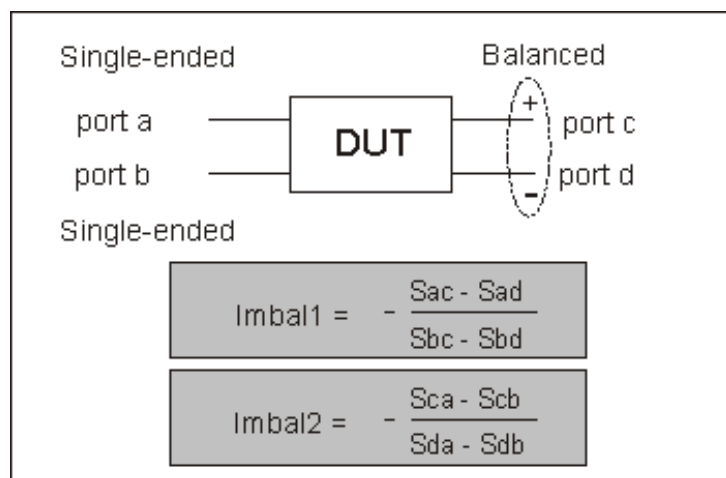 Single-ended Balanced
port a + port c
DUT
port b - port d
Single-ended
Imbal1 = - Sac - Sad
Sbc - Sbd
Imbal2 = - Sca - Scb
Sda - Sdb